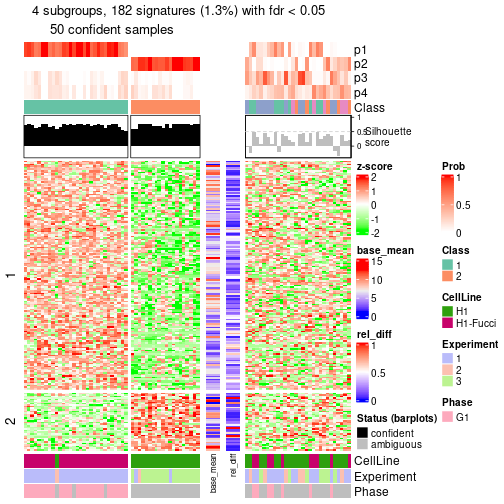 4 subgroups, 182 signatures (1.3%) with fdr < 0.05
50 confident samples
p1
p2
p3
p4
Class
1
0.5
0
Silhouette
score
1
2
base_mean
rel_diff
CellLine
Experiment
Phase
z-score
2
1
0
-1
-2
base_mean
15
10
5
0
rel_diff
1
0.5
0
Status (barplots)
confident
ambiguous
Prob
1
0.5
0
Class
1
2
CellLine
H1
H1-Fucci
Experiment
1
2
3
Phase
G1